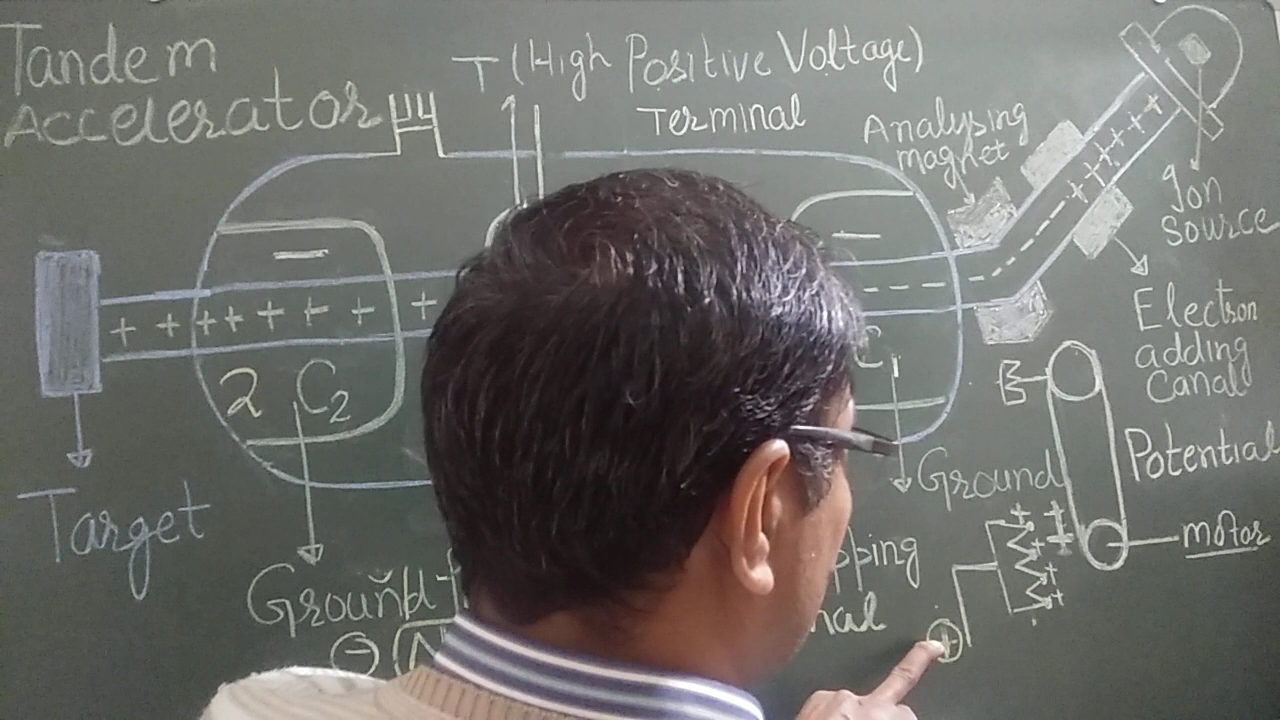 Tandem
Accelerator
T (High Positive Voltage)
Terminal
Analysing
magnet
Ion
Source
Electron
adding
Canal
Potential
motor
Ground
Target
2 C2
C
Ground